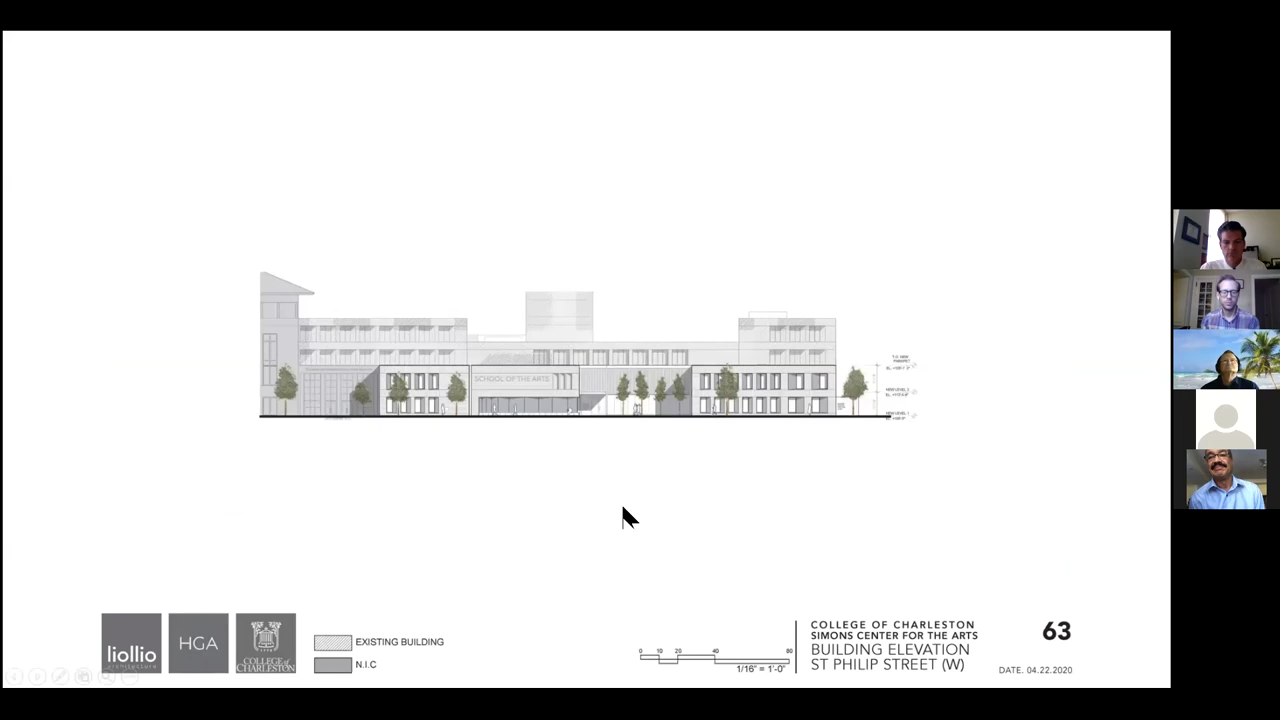 SCHOOL OF THE ARTS
liollio
architecture
HGA
COLLEGE of
CHARLESTON
EXISTING BUILDING
N.I.C
0 10 20 40 80
1/16" = 1'-0"
COLLEGE OF CHARLESTON
SIMONS CENTER FOR THE ARTS
BUILDING ELEVATION
ST PHILIP STREET (W)
63
DATE. 04.22.2020